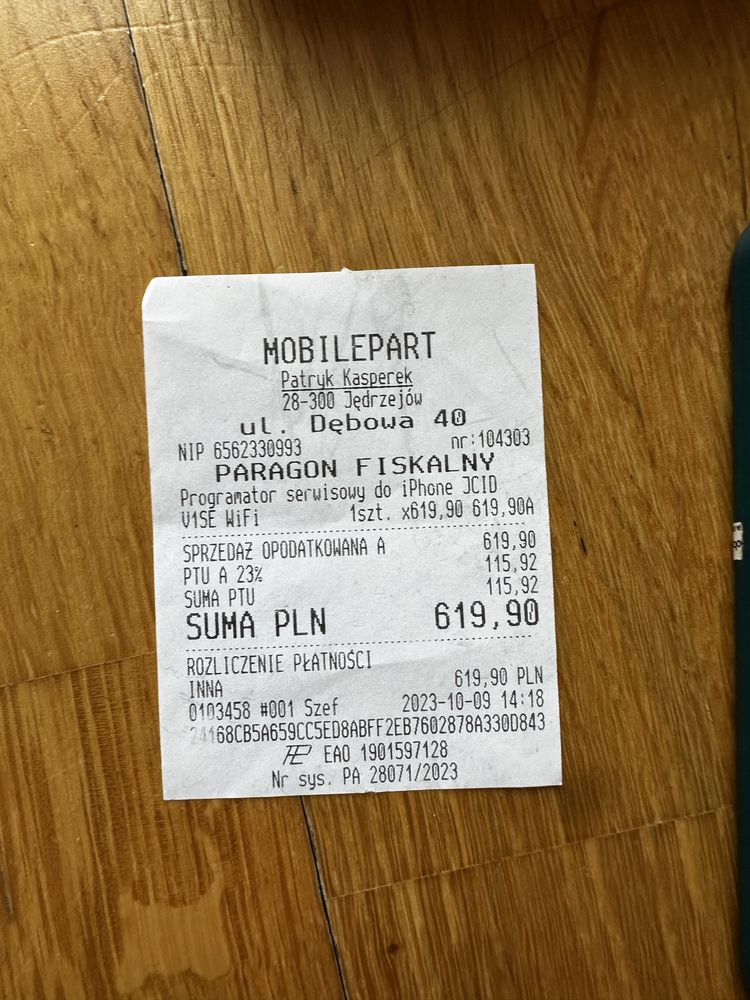 MOBILEPART
Patryk Kasperek
28-300 Jędrzejów
ul. Dębowa 40
NIP 6562330993 nr:104303
PARAGON FISKALNY
Programator serwisowy do iPhone JCID
V1SE WiFi 1szt. x619,90 619,90A
SPRZEDAŻ OPODATKOWANA A 619,90
PTU A 23% 115,92
SUMA PTU 115,92
SUMA PLN 619,90
ROZLICZENIE PŁATNOŚCI
INNA 619,90 PLN
0103458 #001 Szef 2023-10-09 14:18
24168CB5A659CC5ED8ABFF2EB7602878A330D843
EAO 1901597128
Nr sys. PA 28071/2023